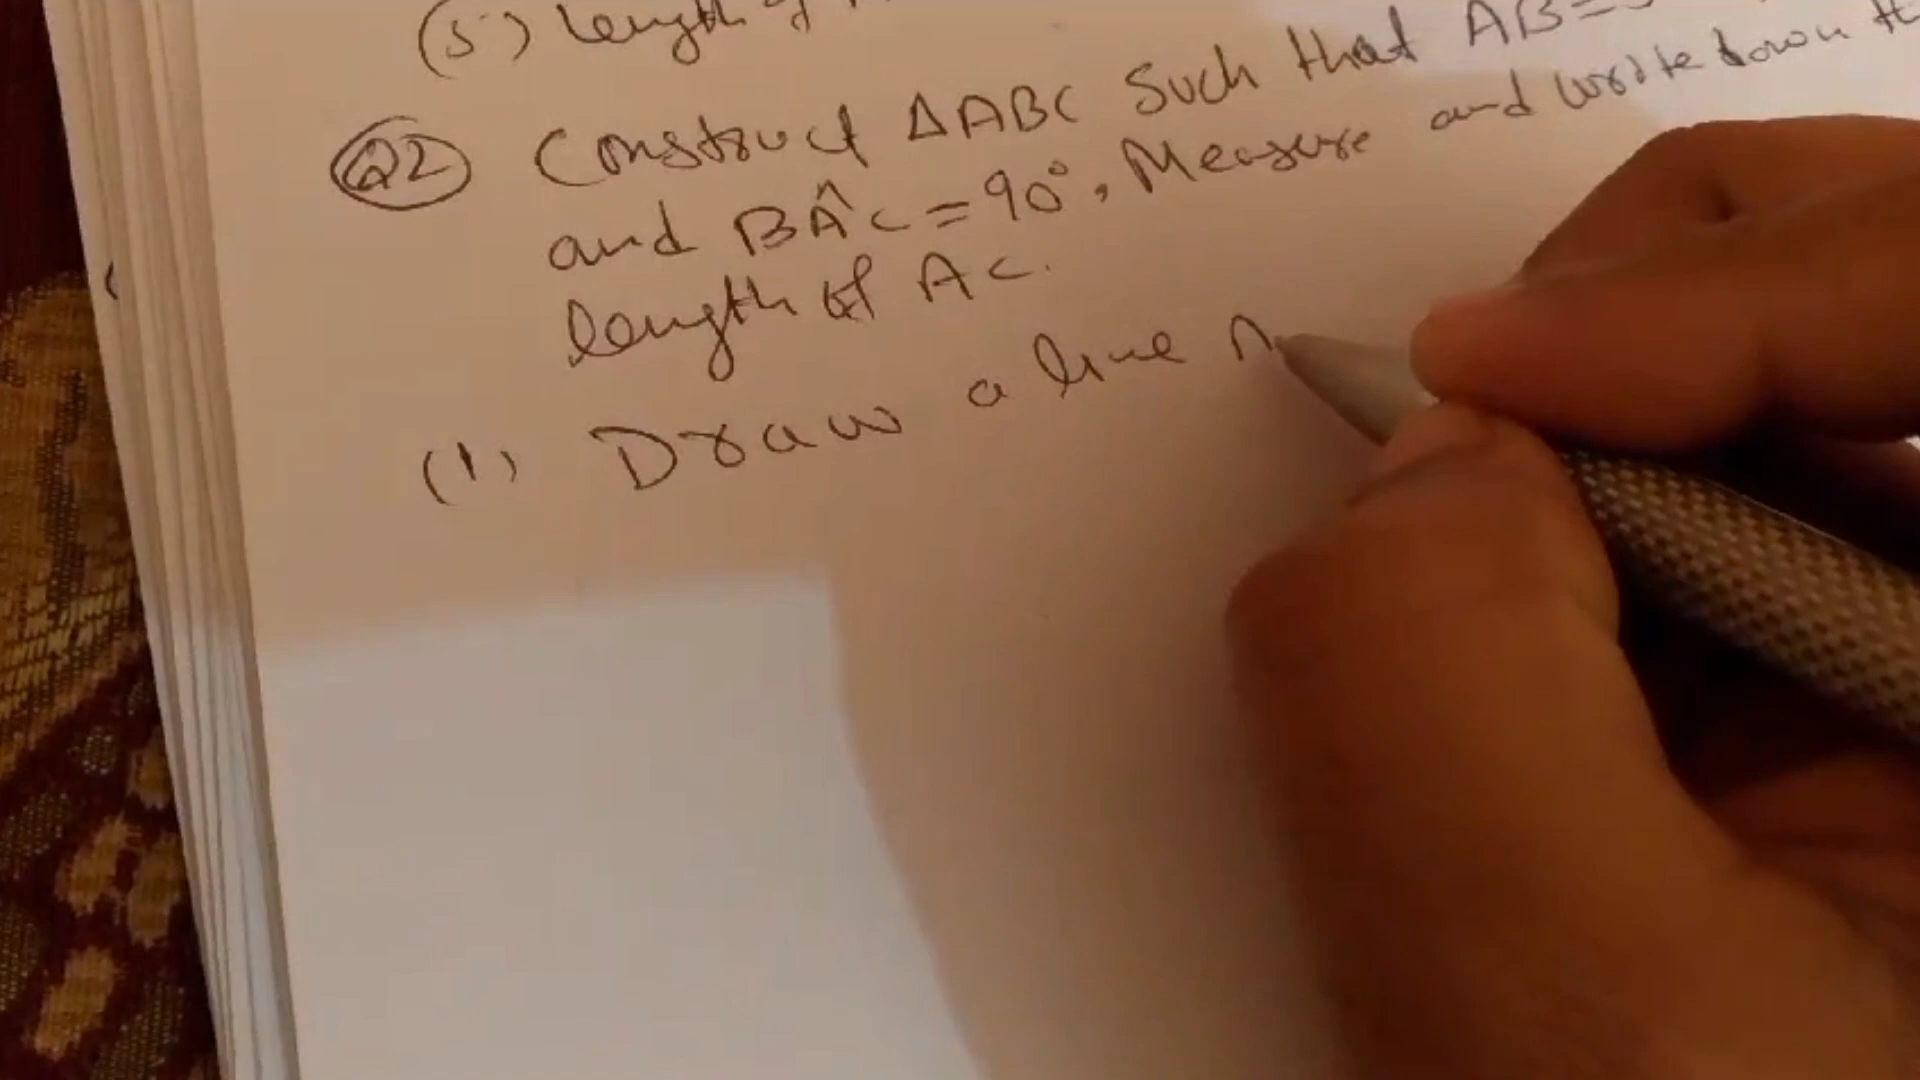 (5) length of
Q2 Construct ΔABC Such that AB=
and BÂC=90°, Measure and write down
length of AC.
(1) Draw a line